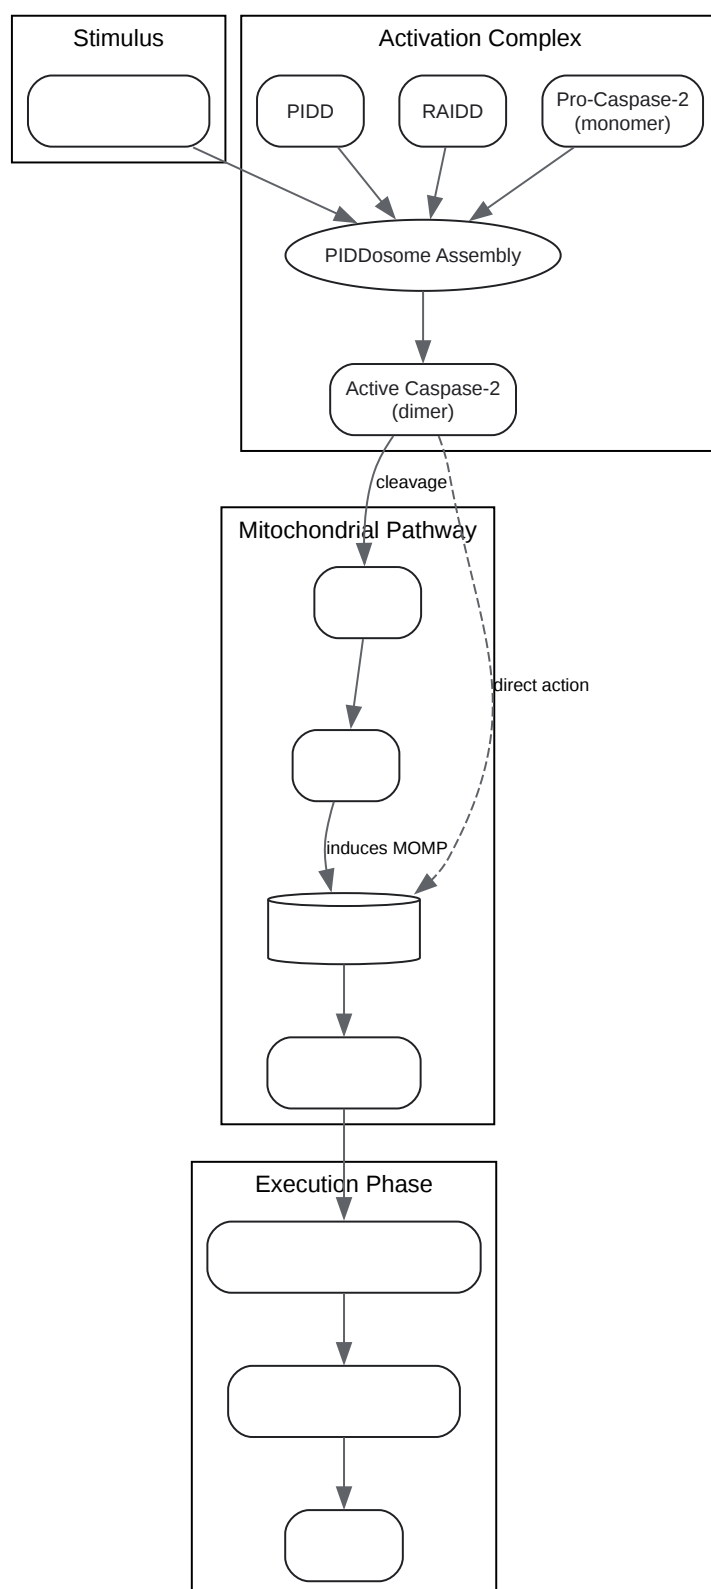 Stimulus
Activation Complex
PIDD
RAIDD
Pro-Caspase-2
(monomer)
PIDDosome Assembly
Active Caspase-2
(dimer)
cleavage
Mitochondrial Pathway
direct action
induces MOMP
Execution Phase